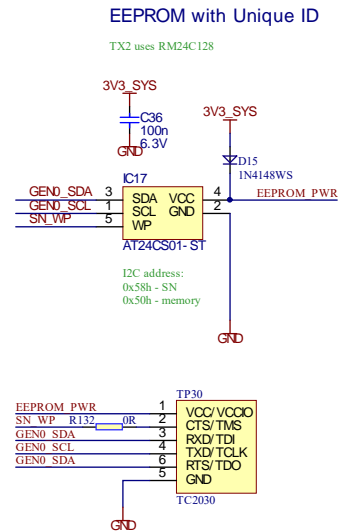 EEPROM with Unique ID
TX2 uses RM24C128
3V3_SYS
C36
100n
6.3V
GND
3V3_SYS
D15
1N4148WS
IC17
GEN0_SDA 3 SDA VCC 4 EEPROM_PWR
GEN0_SCL 1 SCL GND 2
SN_WP 5 WP
AT24CS01-ST
I2C address:
0x58h - SN
0x50h - memory
GND
TP30
EEPROM_PWR 1 VCC/VCCIO
SN_WP R132 0R 2 CTS/TMS
GEN0_SDA 3 RXD/TDI
GEN0_SCL 4 TXD/TCLK
GEN0_SDA 6 RTS/TDO
5 GND
TC2030
GND